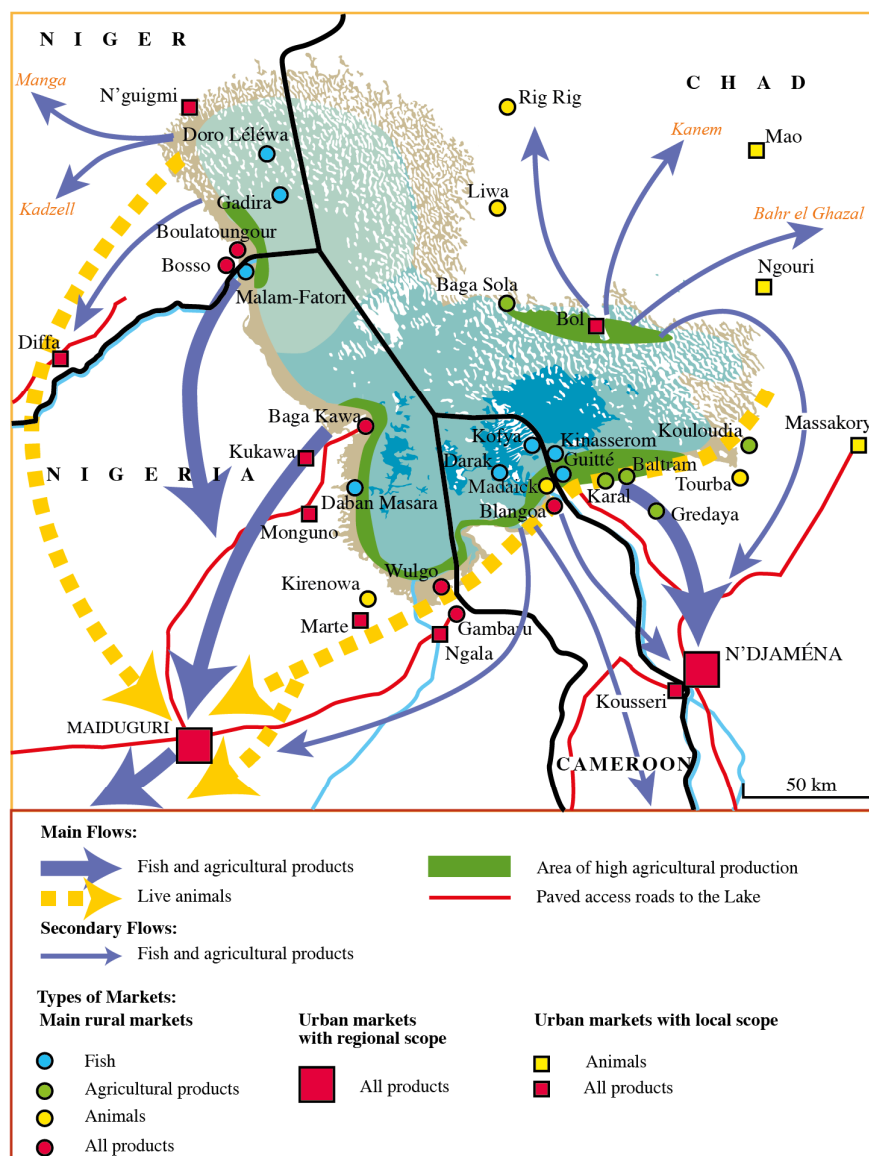 N I G E R
Manga
N'guigmi
C H A D
Rig Rig
Kanem
Mao
Doro Léléwa
Liwa
Kadzell
Gadira
Bahr el Ghazal
Boulatoungour
Bosso
Ngouri
Malam-Fatori
Baga Sola
Bol
Diffa
Baga Kawa
Massakory
Kofya
Kinasserom
Kouloudia
Kukawa
N I G E R I A
Darak
Guitté
Baltram
Madaick
Karal
Tourba
Daban Masara
Blangoa
Gredaya
Monguno
Wulgo
Kirenowa
Marte
Gambaru
Ngala
N'DJAMÉNA
Kousseri
MAIDUGURI
CAMEROON
50 km
Main Flows:
Fish and agricultural products
Area of high agricultural production
Live animals
Paved access roads to the Lake
Secondary Flows:
Fish and agricultural products
Types of Markets:
Main rural markets
Urban markets
with regional scope
Urban markets with local scope
Fish
Animals
Agricultural products
All products
All products
Animals
All products